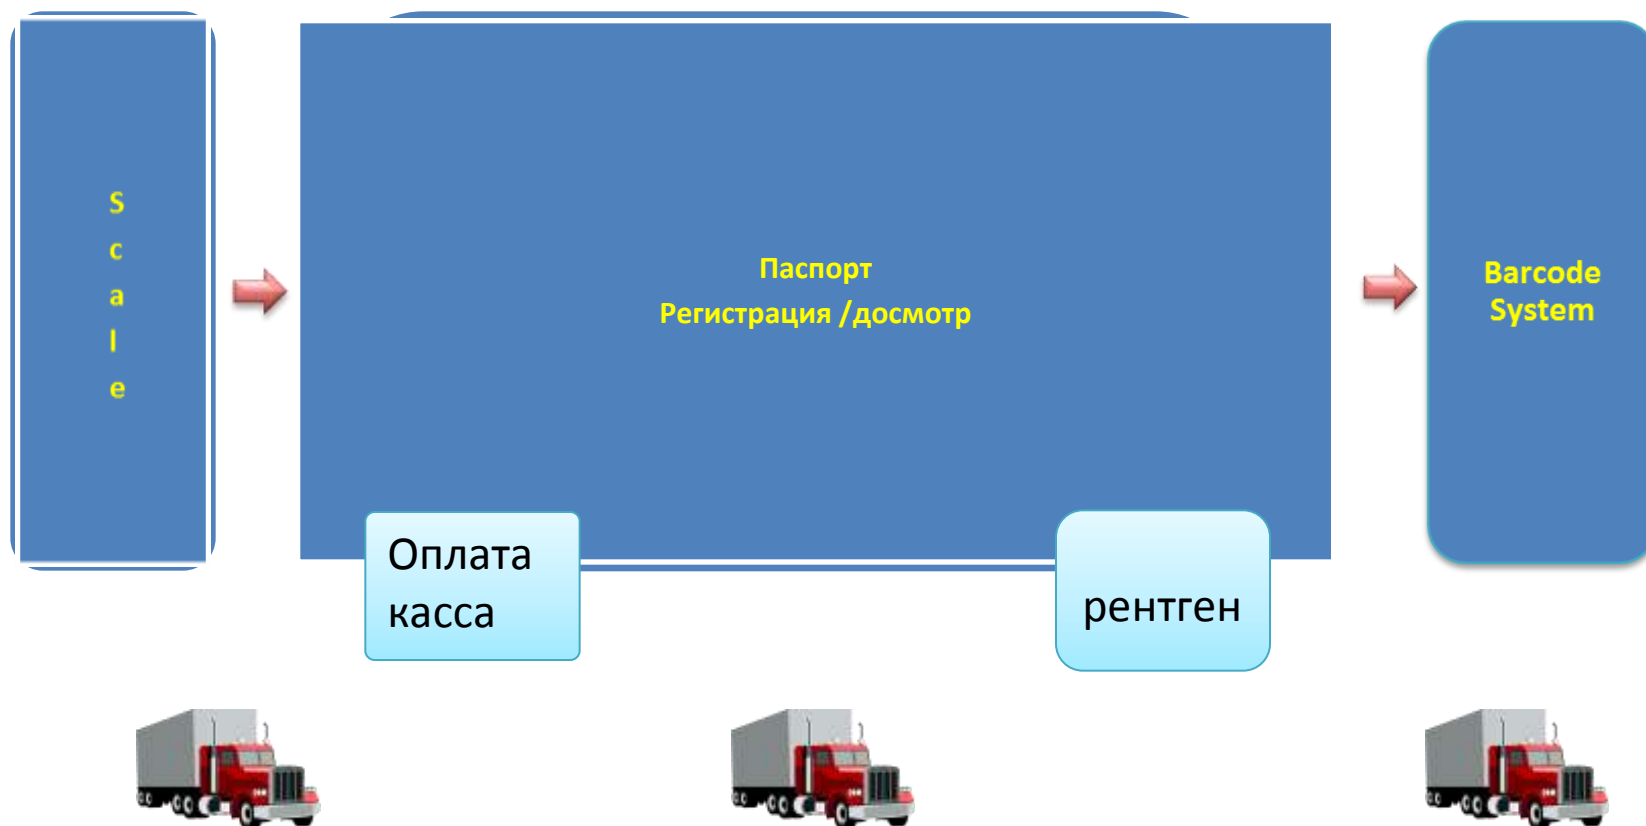 S
c
a
l
e
Паспорт
Регистрация /досмотр
Barcode
System
Оплата
касса
рентген